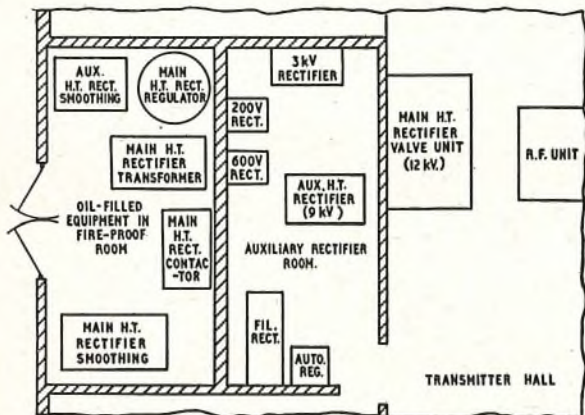 AUX.
H.T. RECT.
SMOOTHING
MAIN
H.T. RECT.
REGULATOR
MAIN H.T.
RECTIFIER
TRANSFORMER
OIL-FILLED
EQUIPMENT IN
FIRE-PROOF
ROOM
MAIN
H.T.
RECT.
CONTAC
-TOR
MAIN H.T.
RECTIFIER
SMOOTHING
3kV
RECTIFIER
200V
RECT.
600V
RECT.
AUX. H.T.
RECTIFIER
(9 kV)
AUXILIARY RECTIFIER
ROOM.
FIL.
RECT.
AUTO.
REG.
MAIN H.T.
RECTIFIER
VALVE UNIT
(12 kV.)
R.F. UNIT
TRANSMITTER HALL